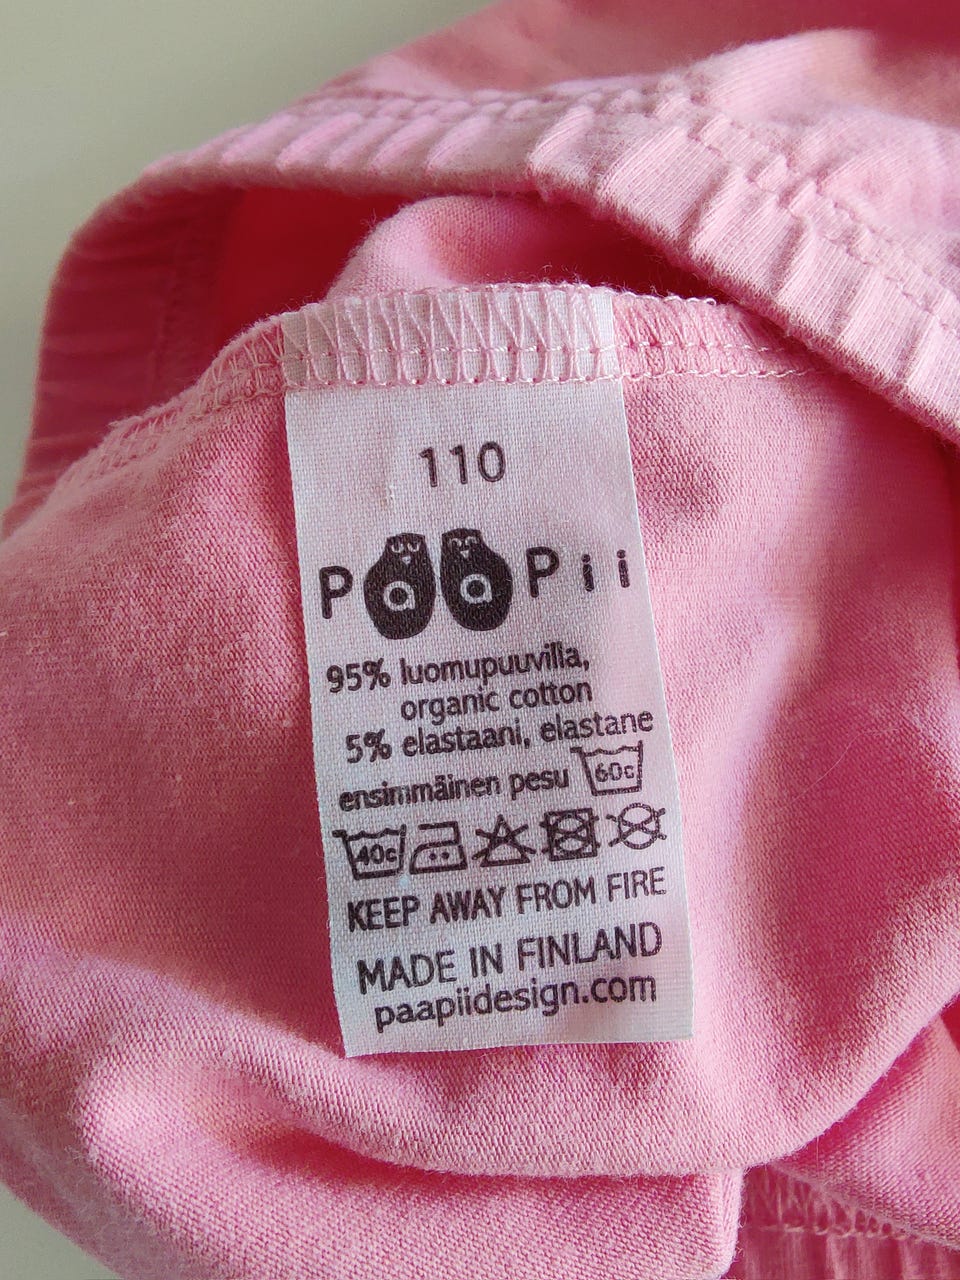 110
PaaPii
95% luomupuuvilla,
organic cotton
5% elastaani, elastane
ensimmäinen pesu 60c
40c
KEEP AWAY FROM FIRE
MADE IN FINLAND
paapiidesign.com